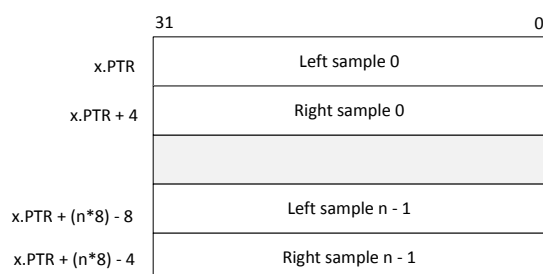 31 0
x.PTR Left sample 0
x.PTR + 4 Right sample 0
x.PTR + (n*8) - 8 Left sample n - 1
x.PTR + (n*8) - 4 Right sample n - 1